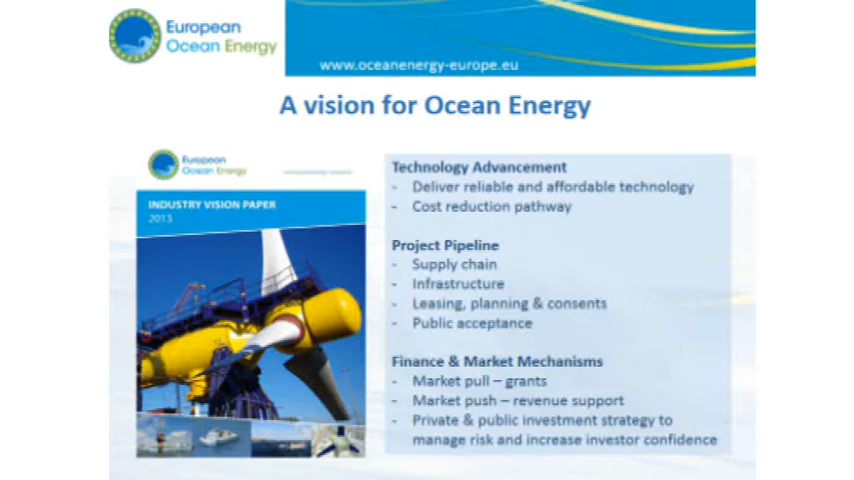 European
Ocean Energy
www.oceanenergy-europe.eu
A vision for Ocean Energy
European
Ocean Energy
INDUSTRY VISION PAPER
2013
Technology Advancement
- Deliver reliable and affordable technology
- Cost reduction pathway
Project Pipeline
- Supply chain
- Infrastructure
- Leasing, planning & consents
- Public acceptance
Finance & Market Mechanisms
- Market pull – grants
- Market push – revenue support
- Private & public investment strategy to
manage risk and increase investor confidence